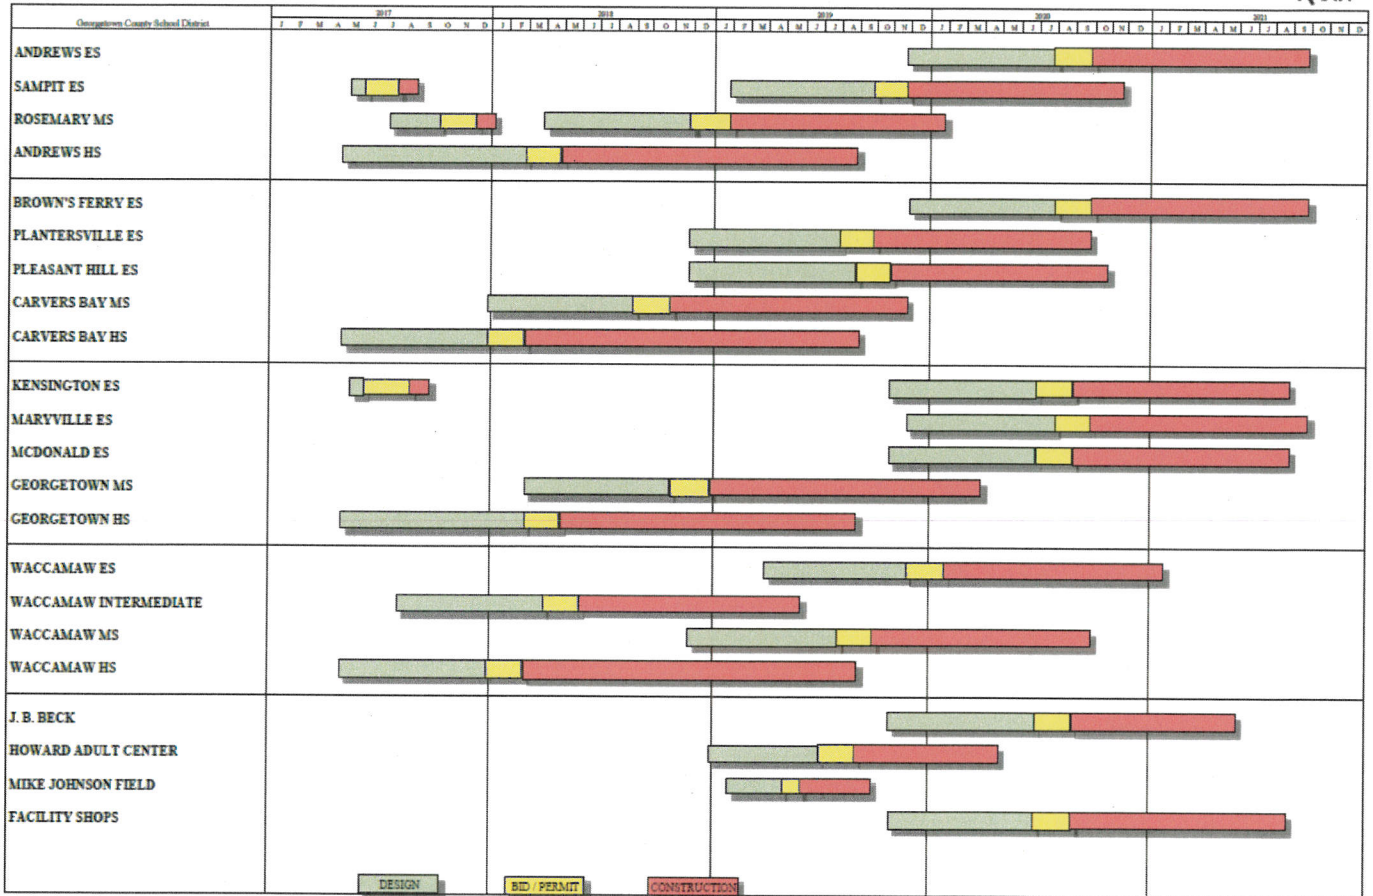 2017 2018 2019 2020 2021
Georgetown County School District
J F M A M J J A S O N D J F M A M J J A S O N D J F M A M J J A S O N D J F M A M J J A S O N D J F M A M J J A S O N D
ANDREWS ES
SAMPIT ES
ROSEMARY MS
ANDREWS HS
BROWN'S FERRY ES
PLANTERSVILLE ES
PLEASANT HILL ES
CARVERS BAY MS
CARVERS BAY HS
KENSINGTON ES
MARYVILLE ES
MCDONALD ES
GEORGETOWN MS
GEORGETOWN HS
WACCAMAW ES
WACCAMAW INTERMEDIATE
WACCAMAW MS
WACCAMAW HS
J. B. BECK
HOWARD ADULT CENTER
MIKE JOHNSON FIELD
FACILITY SHOPS
DESIGN BID / PERMIT CONSTRUCTION